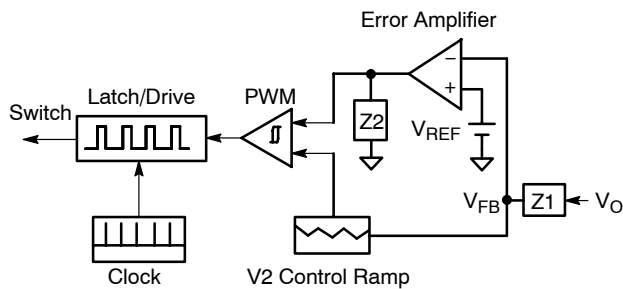 Error Amplifier
Latch/Drive
PWM
Switch
−
+
Z2
VREF
VFB
Z1
VO
Clock
V2 Control Ramp